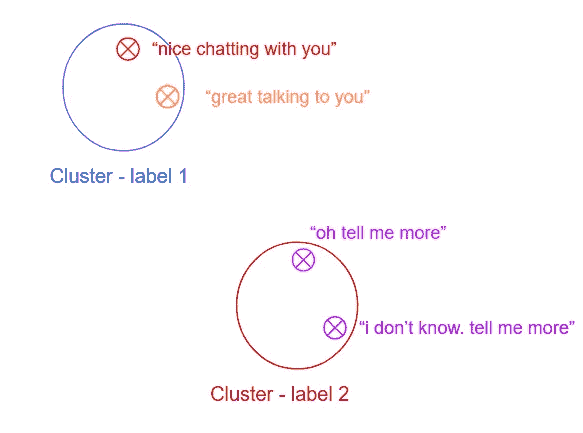 “nice chatting with you”
“great talking to you”
Cluster - label 1
“oh tell me more”
“i don’t know. tell me more”
Cluster - label 2